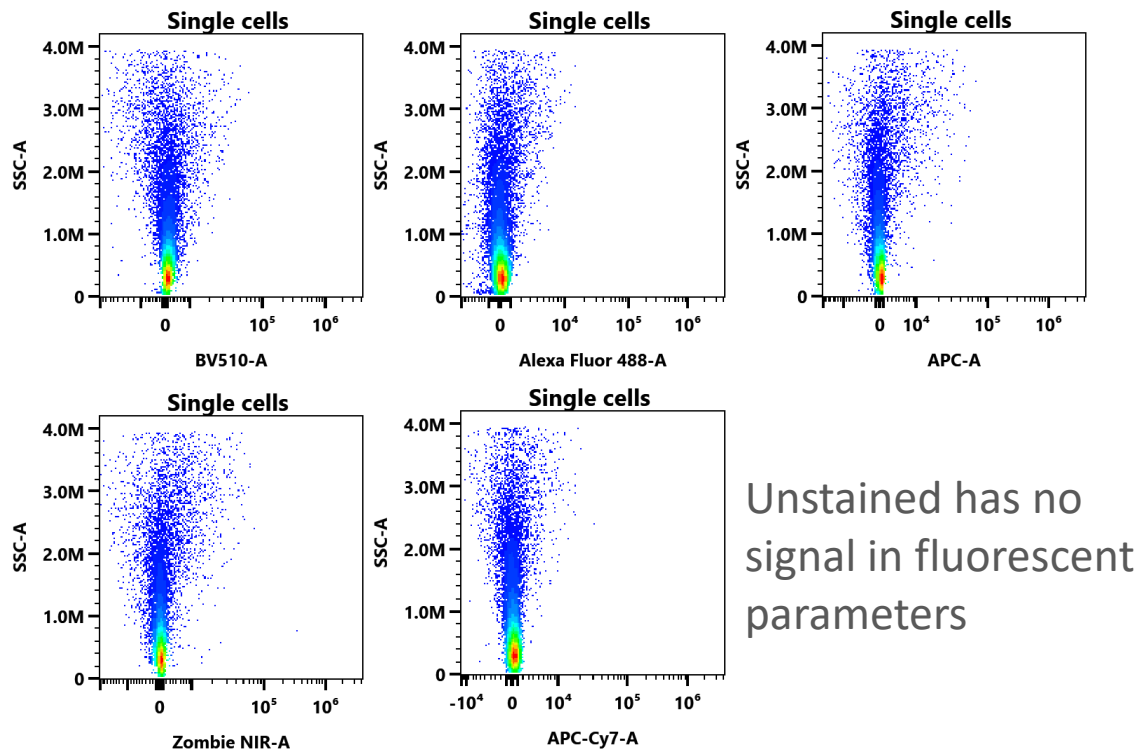 Single cells
4.0M
3.0M
2.0M
1.0M
0
SSC-A
0 10⁵ 10⁶
BV510-A
Single cells
4.0M
3.0M
2.0M
1.0M
0
SSC-A
0 10⁴ 10⁵ 10⁶
Alexa Fluor 488-A
Single cells
4.0M
3.0M
2.0M
1.0M
0
SSC-A
0 10⁴ 10⁵ 10⁶
APC-A
Single cells
4.0M
3.0M
2.0M
1.0M
0
SSC-A
0 10⁵ 10⁶
Zombie NIR-A
Single cells
4.0M
3.0M
2.0M
1.0M
0
SSC-A
-10⁴ 0 10⁴ 10⁵ 10⁶
APC-Cy7-A
Unstained has no
signal in fluorescent
parameters